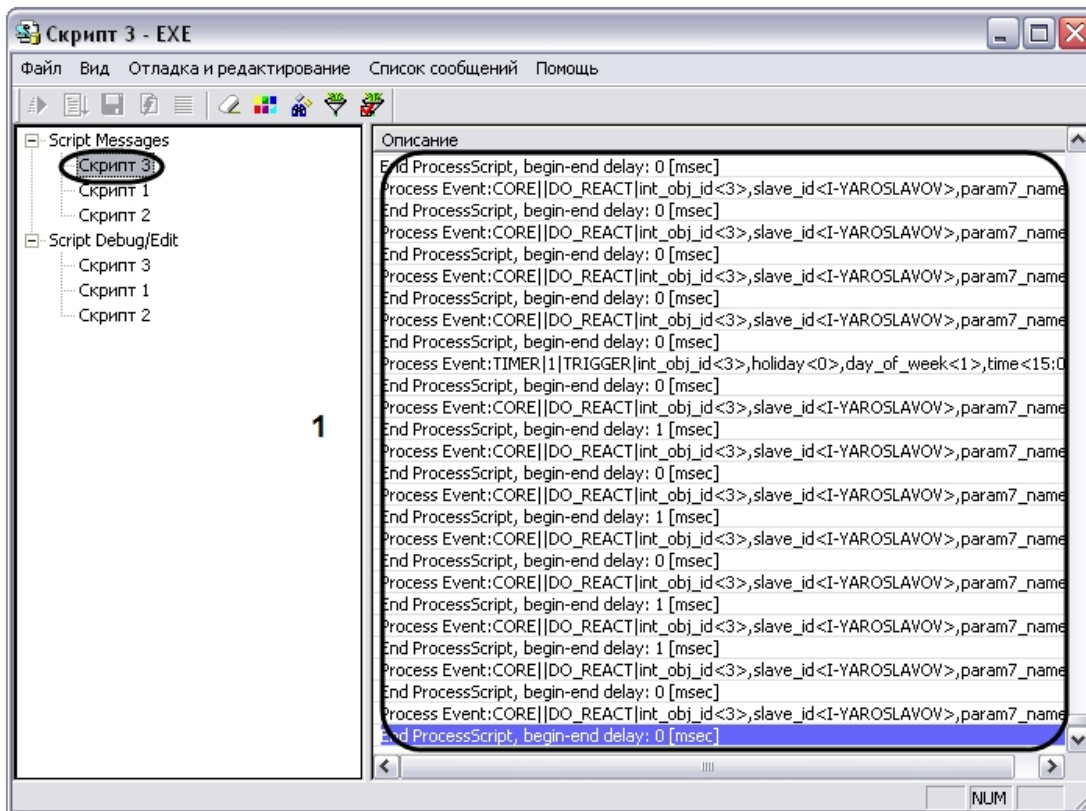 Скрипт 3 - EXE
Файл Вид Отладка и редактирование Список сообщений Помощь
Script Messages
Скрипт 3
Скрипт 1
Скрипт 2
Script Debug/Edit
Скрипт 3
Скрипт 1
Скрипт 2
1
Описание
End ProcessScript, begin-end delay: 0 [msec]
Process Event:CORE||DO_REACT|int_obj_id<3>,slave_id<I-YAROSLAVOV>,param7_name
End ProcessScript, begin-end delay: 0 [msec]
Process Event:CORE||DO_REACT|int_obj_id<3>,slave_id<I-YAROSLAVOV>,param7_name
End ProcessScript, begin-end delay: 0 [msec]
Process Event:CORE||DO_REACT|int_obj_id<3>,slave_id<I-YAROSLAVOV>,param7_name
End ProcessScript, begin-end delay: 0 [msec]
Process Event:CORE||DO_REACT|int_obj_id<3>,slave_id<I-YAROSLAVOV>,param7_name
End ProcessScript, begin-end delay: 0 [msec]
Process Event:TIMER|1|TRIGGER|int_obj_id<3>,holiday<0>,day_of_week<1>,time<15:0
End ProcessScript, begin-end delay: 0 [msec]
Process Event:CORE||DO_REACT|int_obj_id<3>,slave_id<I-YAROSLAVOV>,param7_name
End ProcessScript, begin-end delay: 1 [msec]
Process Event:CORE||DO_REACT|int_obj_id<3>,slave_id<I-YAROSLAVOV>,param7_name
End ProcessScript, begin-end delay: 0 [msec]
Process Event:CORE||DO_REACT|int_obj_id<3>,slave_id<I-YAROSLAVOV>,param7_name
End ProcessScript, begin-end delay: 1 [msec]
Process Event:CORE||DO_REACT|int_obj_id<3>,slave_id<I-YAROSLAVOV>,param7_name
End ProcessScript, begin-end delay: 0 [msec]
Process Event:CORE||DO_REACT|int_obj_id<3>,slave_id<I-YAROSLAVOV>,param7_name
End ProcessScript, begin-end delay: 1 [msec]
Process Event:CORE||DO_REACT|int_obj_id<3>,slave_id<I-YAROSLAVOV>,param7_name
End ProcessScript, begin-end delay: 1 [msec]
Process Event:CORE||DO_REACT|int_obj_id<3>,slave_id<I-YAROSLAVOV>,param7_name
End ProcessScript, begin-end delay: 0 [msec]
Process Event:CORE||DO_REACT|int_obj_id<3>,slave_id<I-YAROSLAVOV>,param7_name
End ProcessScript, begin-end delay: 0 [msec]
NUM